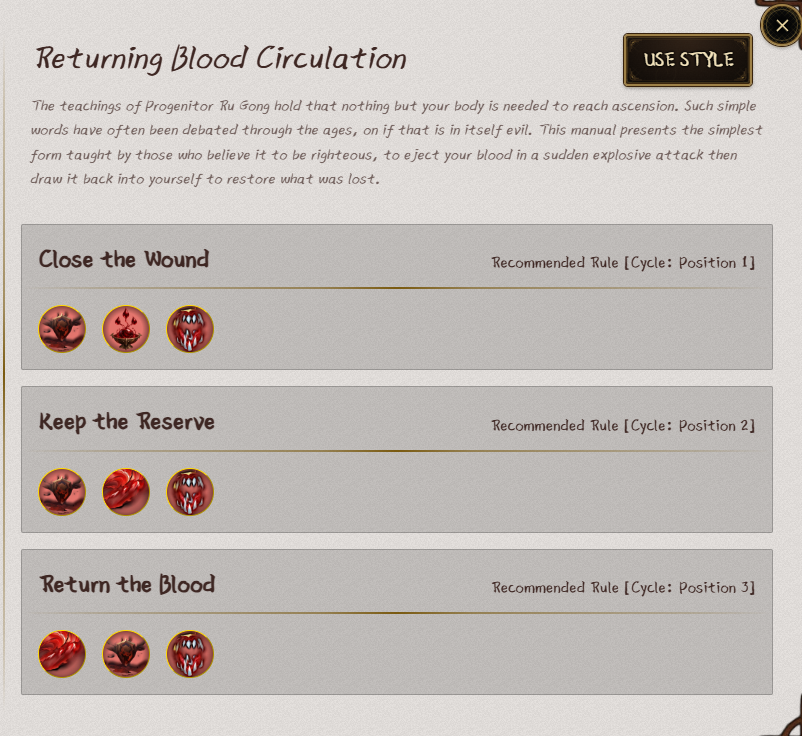 Returning Blood Circulation
USE STYLE
The teachings of Progenitor Ru Gong hold that nothing but your body is needed to reach ascension. Such simple
words have often been debated through the ages, on if that is in itself evil. This manual presents the simplest
form taught by those who believe it to be righteous, to eject your blood in a sudden explosive attack then
draw it back into yourself to restore what was lost.
Close the Wound
Recommended Rule [Cycle: Position 1]
Keep the Reserve
Recommended Rule [Cycle: Position 2]
Return the Blood
Recommended Rule [Cycle: Position 3]